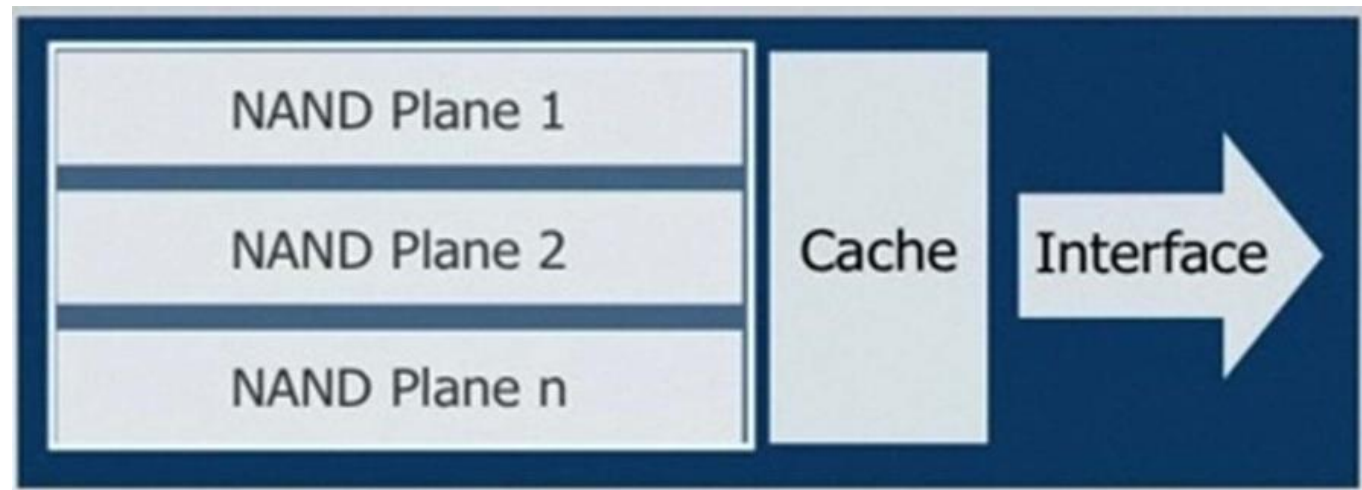 NAND Plane 1
NAND Plane 2
NAND Plane n
Cache
Interface